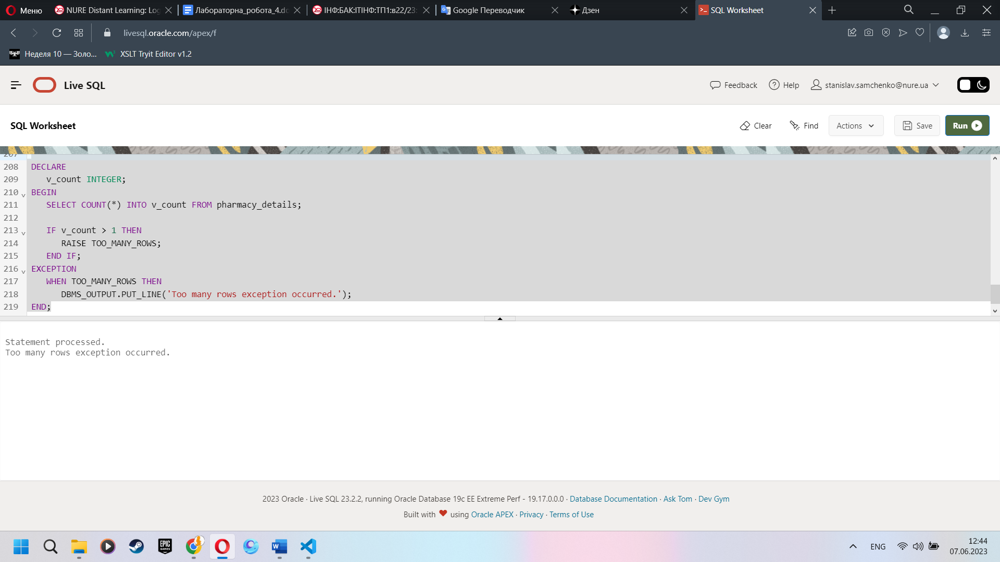 Меню
NURE Distant Learning: Log
Лабораторна_робота_4.do
ІНФ:БАК:ІТІНФ:ТП1:в22/23:
Google Переводчик
Дзен
SQL Worksheet
livesql.oracle.com/apex/f
Неделя 10 — Золо...
XSLT Tryit Editor v1.2
Live SQL
Feedback
Help
stanislav.samchenko@nure.ua
SQL Worksheet
Clear
Find
Actions
Save
Run
207
208 DECLARE
209 v_count INTEGER;
210 BEGIN
211 SELECT COUNT(*) INTO v_count FROM pharmacy_details;
212
213 IF v_count > 1 THEN
214 RAISE TOO_MANY_ROWS;
215 END IF;
216 EXCEPTION
217 WHEN TOO_MANY_ROWS THEN
218 DBMS_OUTPUT.PUT_LINE('Too many rows exception occurred.');
219 END;
Statement processed.
Too many rows exception occurred.
2023 Oracle · Live SQL 23.2.2, running Oracle Database 19c EE Extreme Perf - 19.17.0.0.0 · Database Documentation · Ask Tom · Dev Gym
Built with ❤ using Oracle APEX · Privacy · Terms of Use
EPIC GAMES
W
ENG
12:44
07.06.2023